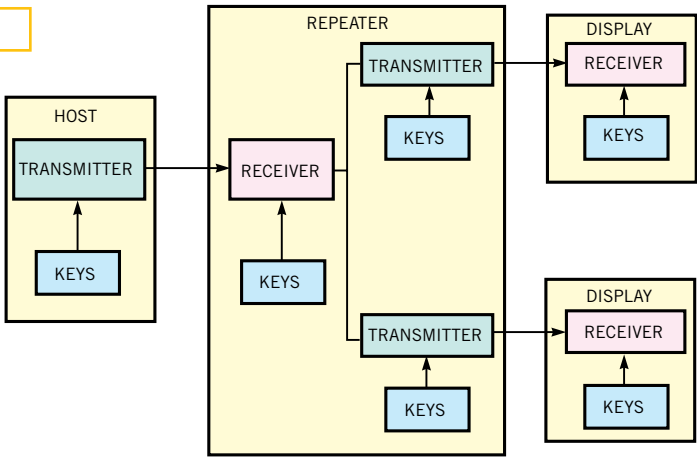 HOST
TRANSMITTER
KEYS
REPEATER
RECEIVER
KEYS
TRANSMITTER
KEYS
TRANSMITTER
KEYS
DISPLAY
RECEIVER
KEYS
DISPLAY
RECEIVER
KEYS